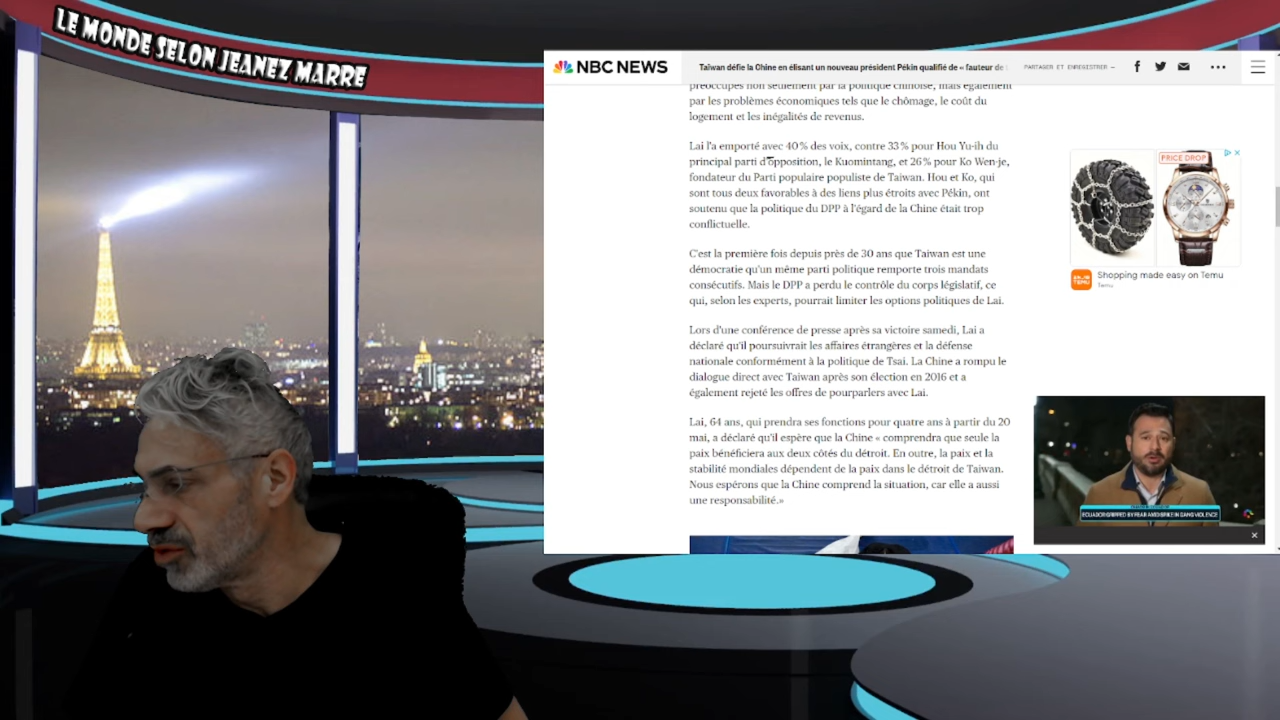 LE MONDE SELON JEANEZ MARRE
NBC NEWS
Taïwan défie la Chine en élisant un nouveau président Pékin qualifié de « fauteur de
PARTAGER ET ENREGISTRER —
préoccupés non seulement par la politique chinoise, mais également
par les problèmes économiques tels que le chômage, le coût du
logement et les inégalités de revenus.
Lai l'a emporté avec 40 % des voix, contre 33 % pour Hou Yu-ih du
principal parti d'opposition, le Kuomintang, et 26 % pour Ko Wen-je,
fondateur du Parti populaire populiste de Taiwan. Hou et Ko, qui
sont tous deux favorables à des liens plus étroits avec Pékin, ont
soutenu que la politique du DPP à l'égard de la Chine était trop
conflictuelle.
C'est la première fois depuis près de 30 ans que Taiwan est une
démocratie qu'un même parti politique remporte trois mandats
consécutifs. Mais le DPP a perdu le contrôle du corps législatif, ce
qui, selon les experts, pourrait limiter les options politiques de Lai.
Lors d'une conférence de presse après sa victoire samedi, Lai a
déclaré qu'il poursuivrait les affaires étrangères et la défense
nationale conformément à la politique de Tsai. La Chine a rompu le
dialogue direct avec Taiwan après son élection en 2016 et a
également rejeté les offres de pourparlers avec Lai.
Lai, 64 ans, qui prendra ses fonctions pour quatre ans à partir du 20
mai, a déclaré qu'il espère que la Chine « comprendra que seule la
paix bénéficiera aux deux côtés du détroit. En outre, la paix et la
stabilité mondiales dépendent de la paix dans le détroit de Taiwan.
Nous espérons que la Chine comprend la situation, car elle a aussi
une responsabilité.»
PRICE DROP
TEMU
Shopping made easy on Temu
Temu
ECUADOR GRIPPED BY FEAR AMID SPIKE IN GANG VIOLENCE